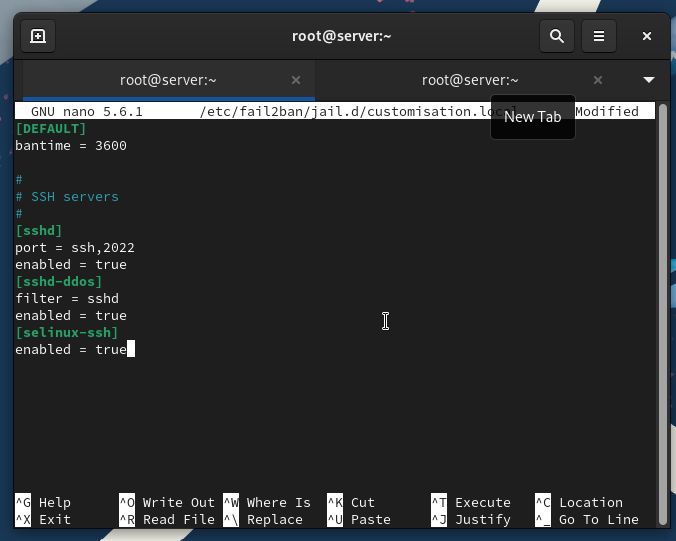 root@server:~
root@server:~ root@server:~
GNU nano 5.6.1 /etc/fail2ban/jail.d/customisation.loc Modified
New Tab
[DEFAULT]
bantime = 3600
#
# SSH servers
#
[sshd]
port = ssh,2022
enabled = true
[sshd-ddos]
filter = sshd
enabled = true
[selinux-ssh]
enabled = true
^G Help ^O Write Out ^W Where Is ^K Cut ^T Execute ^C Location
^X Exit ^R Read File ^\ Replace ^U Paste ^J Justify ^_ Go To Line